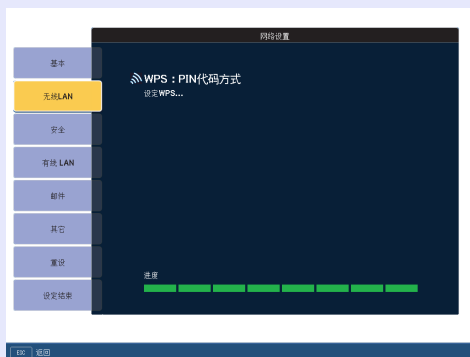 网络设置
基本
无线LAN
安全
有线 LAN
邮件
其它
重设
设定结束
WPS：PIN代码方式
设定WPS...
进度
ESC 返回